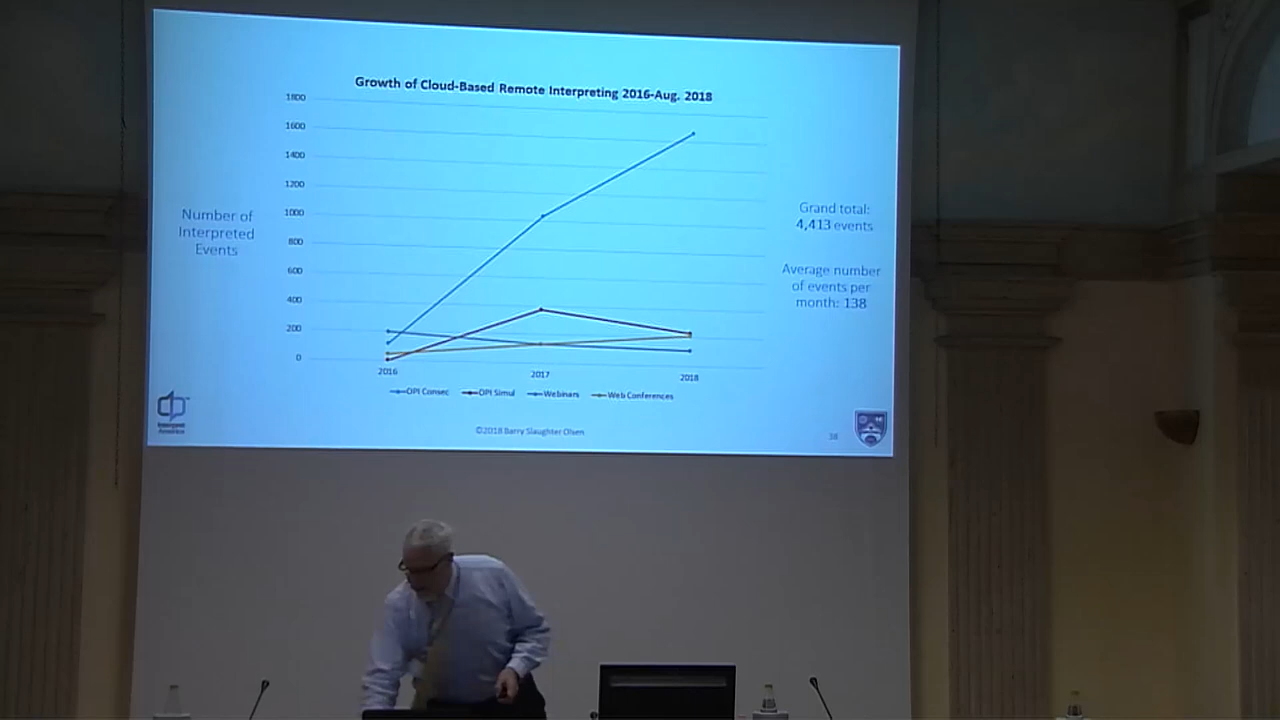 Growth of Cloud-Based Remote Interpreting 2016-Aug. 2018
1800
1600
1400
1200
1000
800
600
400
200
0
Number of
Interpreted
Events
2016
2017
2018
OPI Consec
OPI Simul
Webinars
Web Conferences
Grand total:
4,413 events
Average number
of events per
month: 138
©2018 Barry Slaughter Olsen
38